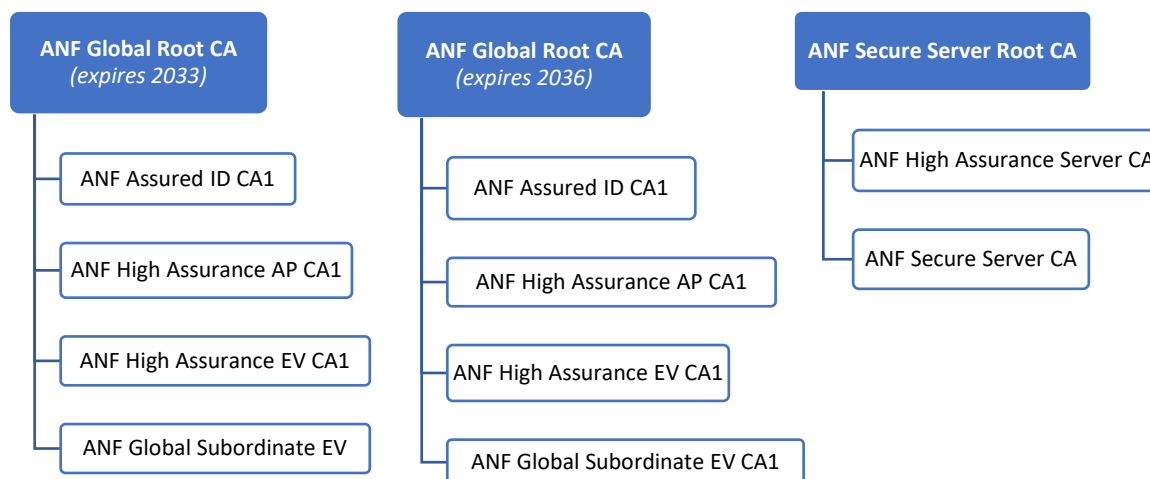 ANF Global Root CA
(expires 2033)
ANF Assured ID CA1
ANF High Assurance AP CA1
ANF High Assurance EV CA1
ANF Global Subordinate EV
ANF Global Root CA
(expires 2036)
ANF Assured ID CA1
ANF High Assurance AP CA1
ANF High Assurance EV CA1
ANF Global Subordinate EV CA1
ANF Secure Server Root CA
ANF High Assurance Server CA
ANF Secure Server CA